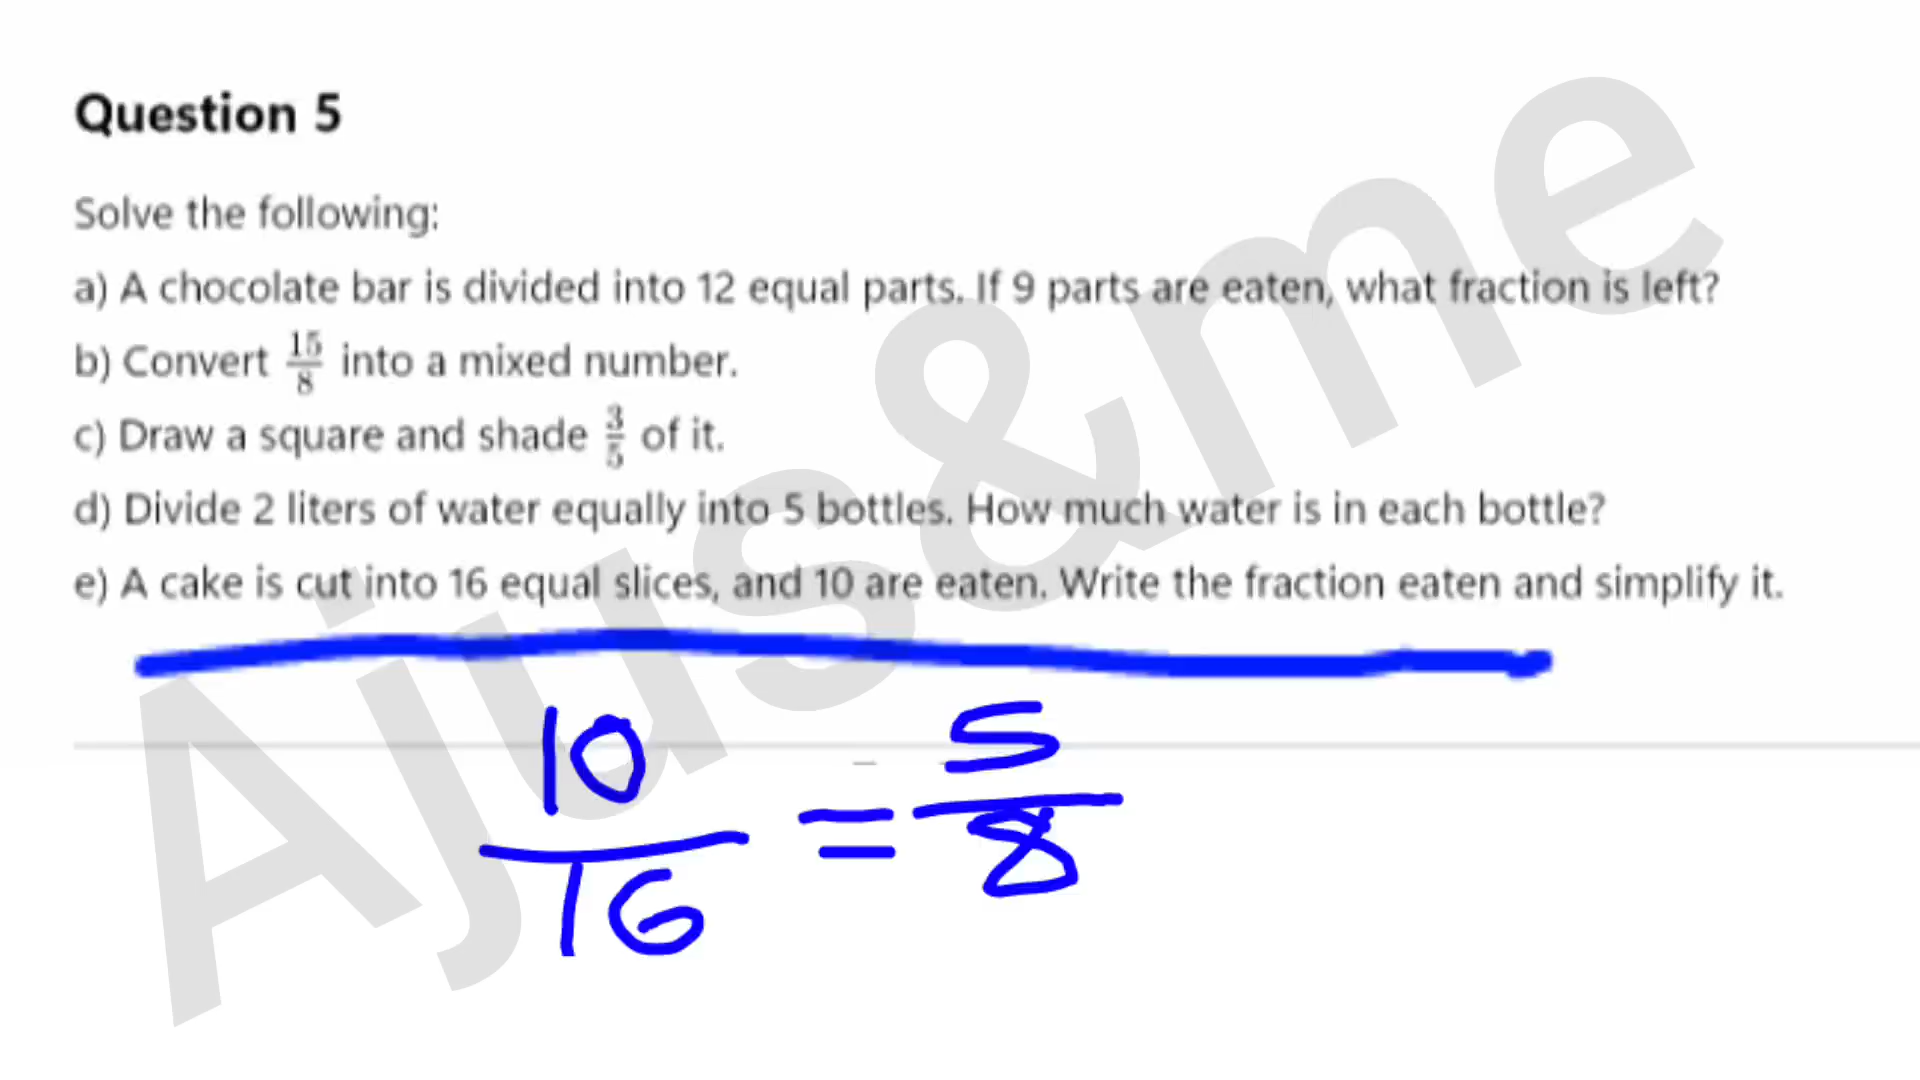 Question 5
Solve the following:
a) A chocolate bar is divided into 12 equal parts. If 9 parts are eaten, what fraction is left?
b) Convert 15/8 into a mixed number.
c) Draw a square and shade 3/5 of it.
d) Divide 2 liters of water equally into 5 bottles. How much water is in each bottle?
e) A cake is cut into 16 equal slices, and 10 are eaten. Write the fraction eaten and simplify it.
10/16 = 5/8
Ajus&me